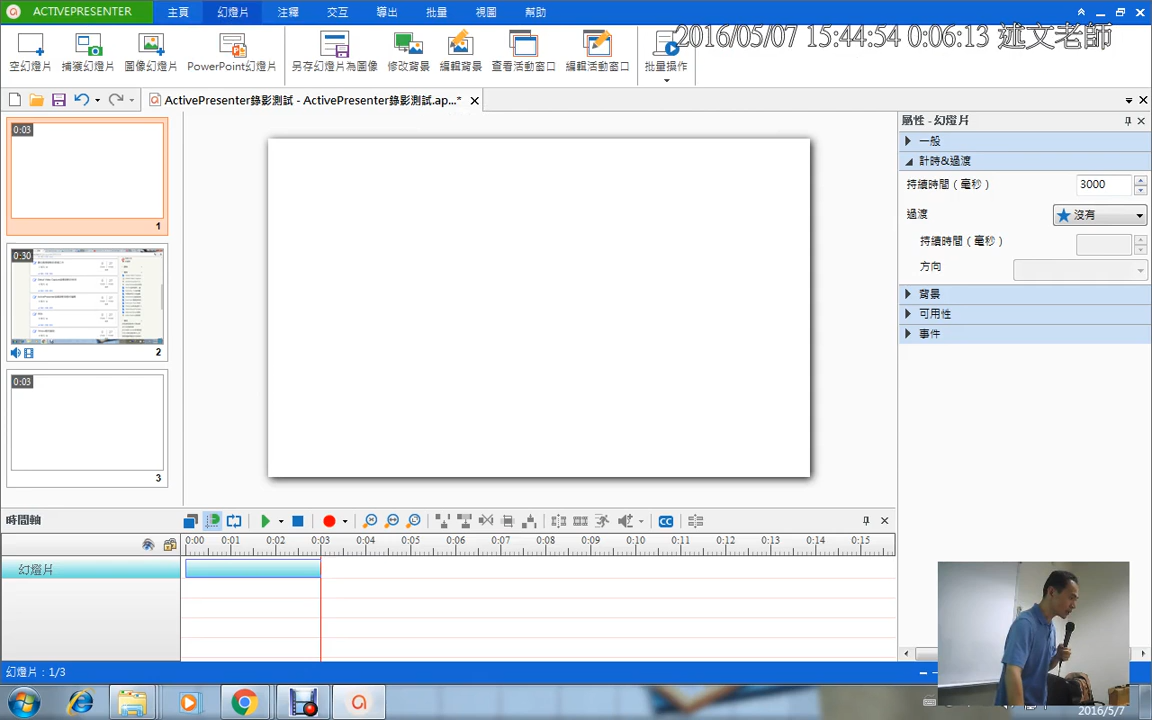 ACTIVEPRESENTER 主頁 幻燈片 注釋 交互 導出 批量 視圖 幫助
2016/05/07 15:44:54 0:06:13 述文老師
空幻燈片 捕獲幻燈片 圖像幻燈片 PowerPoint幻燈片 另存幻燈片為圖像 修改背景 編輯背景 查看活動窗口 編輯活動窗口 批量操作
ActivePresenter錄影測試 - ActivePresenter錄影測試.ap...*
0:03
1
0:30
2
0:03
3
屬性 - 幻燈片
一般
計時&過渡
持續時間（毫秒） 3000
過渡 沒有
持續時間（毫秒）
方向
背景
可用性
事件
時間軸 CC
0:00 0:01 0:02 0:03 0:04 0:05 0:06 0:07 0:08 0:09 0:10 0:11 0:12 0:13 0:14 0:15
幻燈片
幻燈片：1/3
2016/5/7